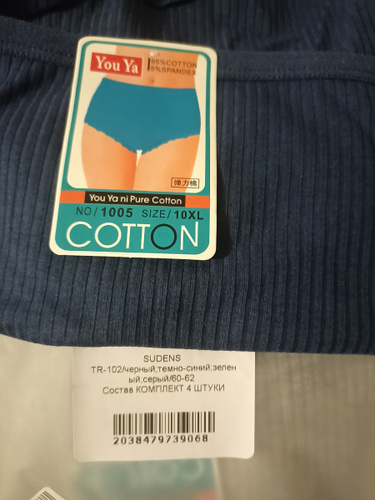 You Ya
95%COTTON
5%SPANDEX
弹力棉
You Ya ni Pure Cotton
NO/1005 SIZE/10XL
COTTON
SUDENS
TR-102/черный;темно-синий;зелен
ый;серый/60-62
Состав КОМПЛЕКТ 4 ШТУКИ
2038479739068